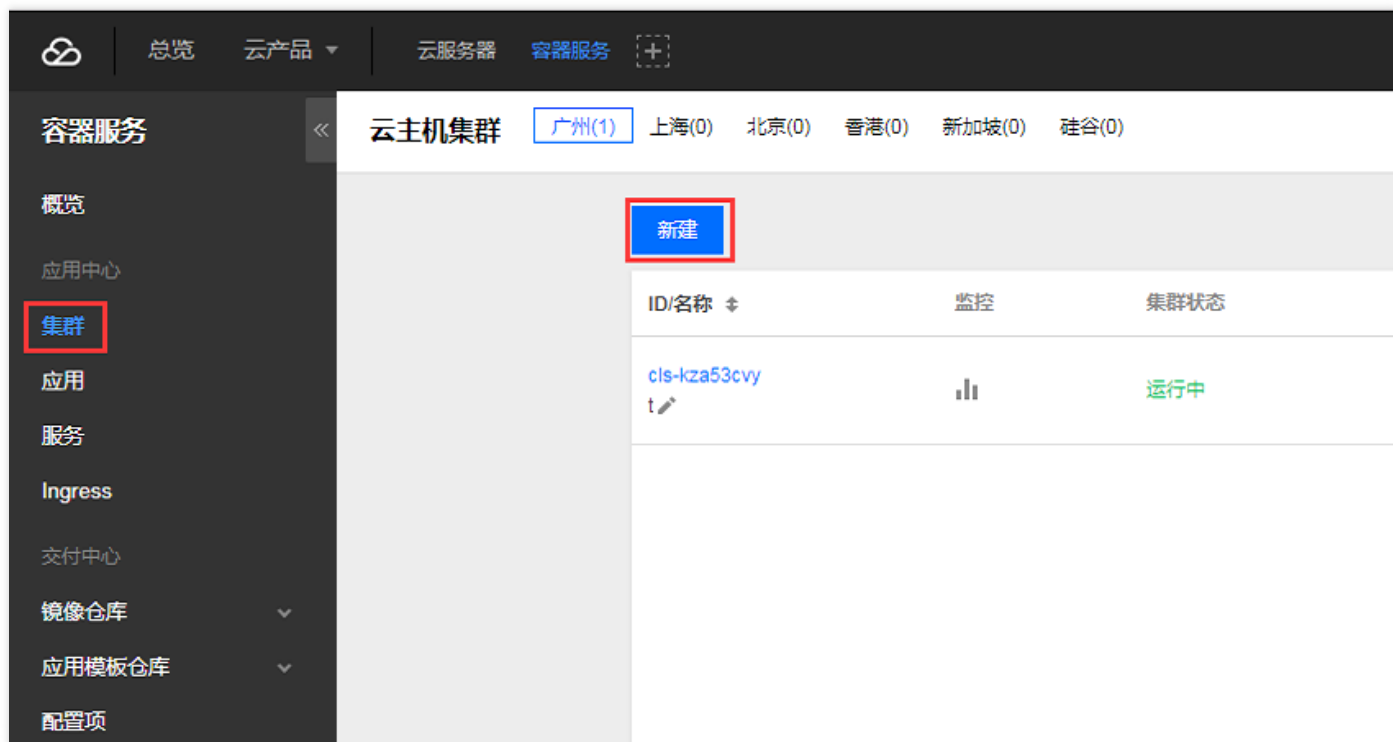 总览 云产品 云服务器 容器服务
容器服务
云主机集群 广州(1) 上海(0) 北京(0) 香港(0) 新加坡(0) 硅谷(0)
概览
新建
应用中心
ID/名称 监控 集群状态
集群
cls-kza53cvy
应用
运行中
t
服务
Ingress
交付中心
镜像仓库
应用模板仓库
配置项